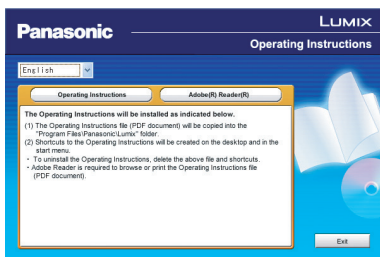 Panasonic
LUMIX
Operating Instructions
English
Operating Instructions
Adobe(R) Reader(R)
The Operating Instructions will be installed as indicated below.
(1) The Operating Instructions file (PDF document) will be copied into the
"Program Files\Panasonic\Lumix" folder.
(2) Shortcuts to the Operating Instructions will be created on the desktop and in the
start menu.
・ To uninstall the Operating Instructions, delete the above file and shortcuts.
・ Adobe Reader is required to browse or print the Operating Instructions file
(PDF document).
Exit